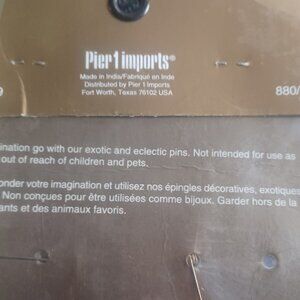 Pier 1 imports®
Made in India/Fabriqué en Inde
Distributed by Pier 1 Imports
Fort Worth, Texas 76102 USA
9
880/
ination go with our exotic and eclectic pins. Not intended for use as
out of reach of children and pets.
onder votre imagination et utilisez nos épingles décoratives, exotiques
Non conçues pour être utilisées comme bijoux. Garder hors de la
ants et des animaux favoris.